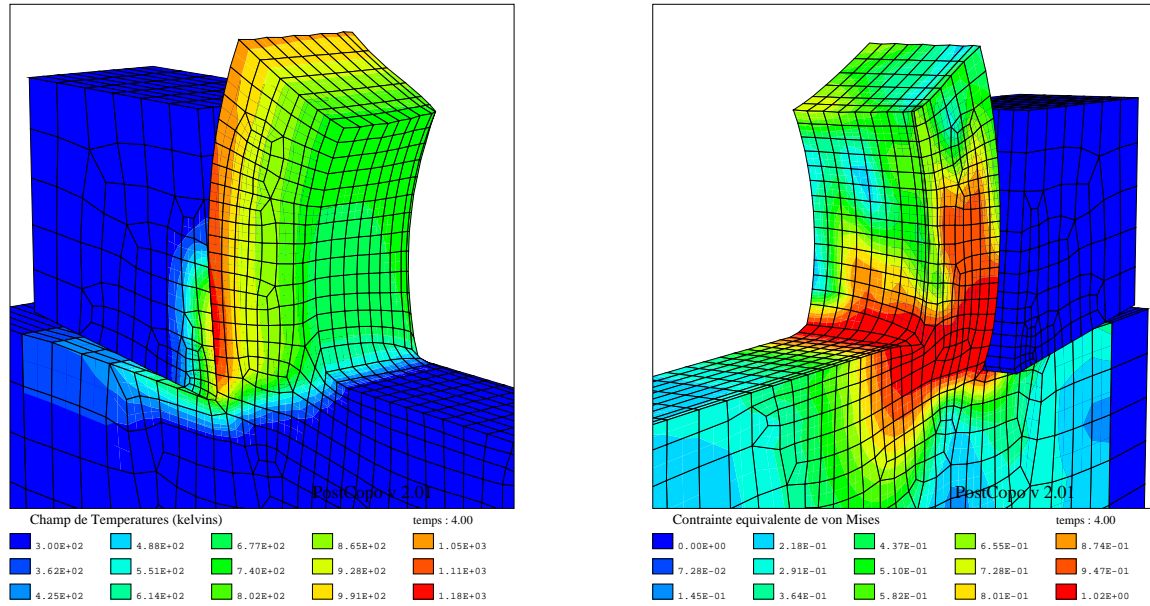 PostCopo v 2.01
Champ de Temperatures (kelvins) temps : 4.00
3.00E+02 4.88E+02 6.77E+02 8.65E+02 1.05E+03
3.62E+02 5.51E+02 7.40E+02 9.28E+02 1.11E+03
4.25E+02 6.14E+02 8.02E+02 9.91E+02 1.18E+03
PostCopo v 2.01
Contrainte equivalente de von Mises temps : 4.00
0.00E+00 2.18E-01 4.37E-01 6.55E-01 8.74E-01
7.28E-02 2.91E-01 5.10E-01 7.28E-01 9.47E-01
1.45E-01 3.64E-01 5.82E-01 8.01E-01 1.02E+00